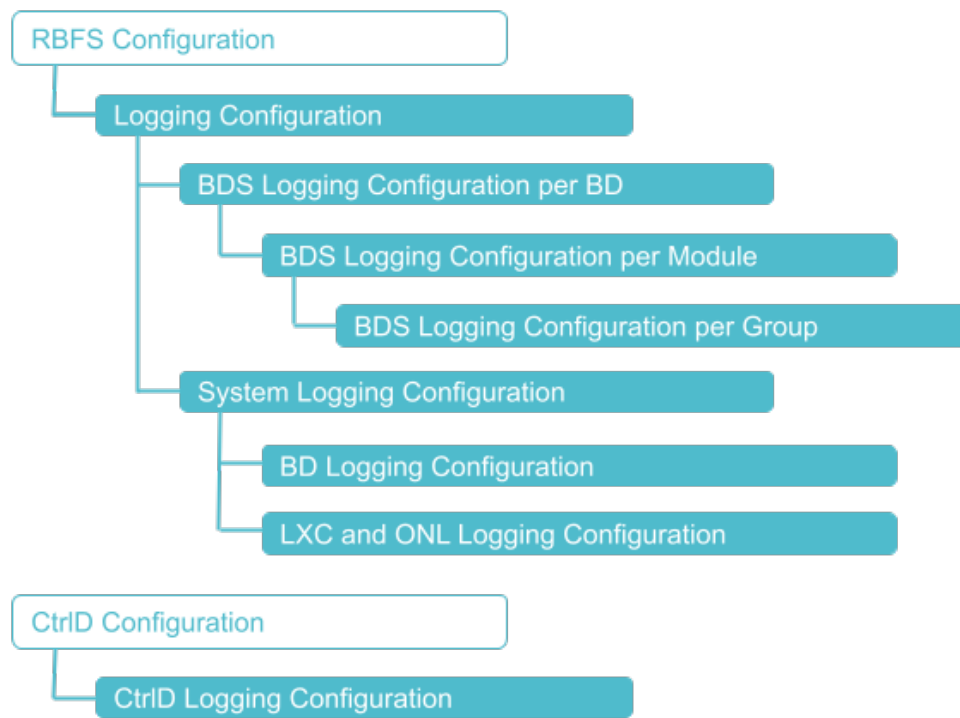 RBFS Configuration
Logging Configuration
BDS Logging Configuration per BD
BDS Logging Configuration per Module
BDS Logging Configuration per Group
System Logging Configuration
BD Logging Configuration
LXC and ONL Logging Configuration
CtrlD Configuration
CtrlD Logging Configuration